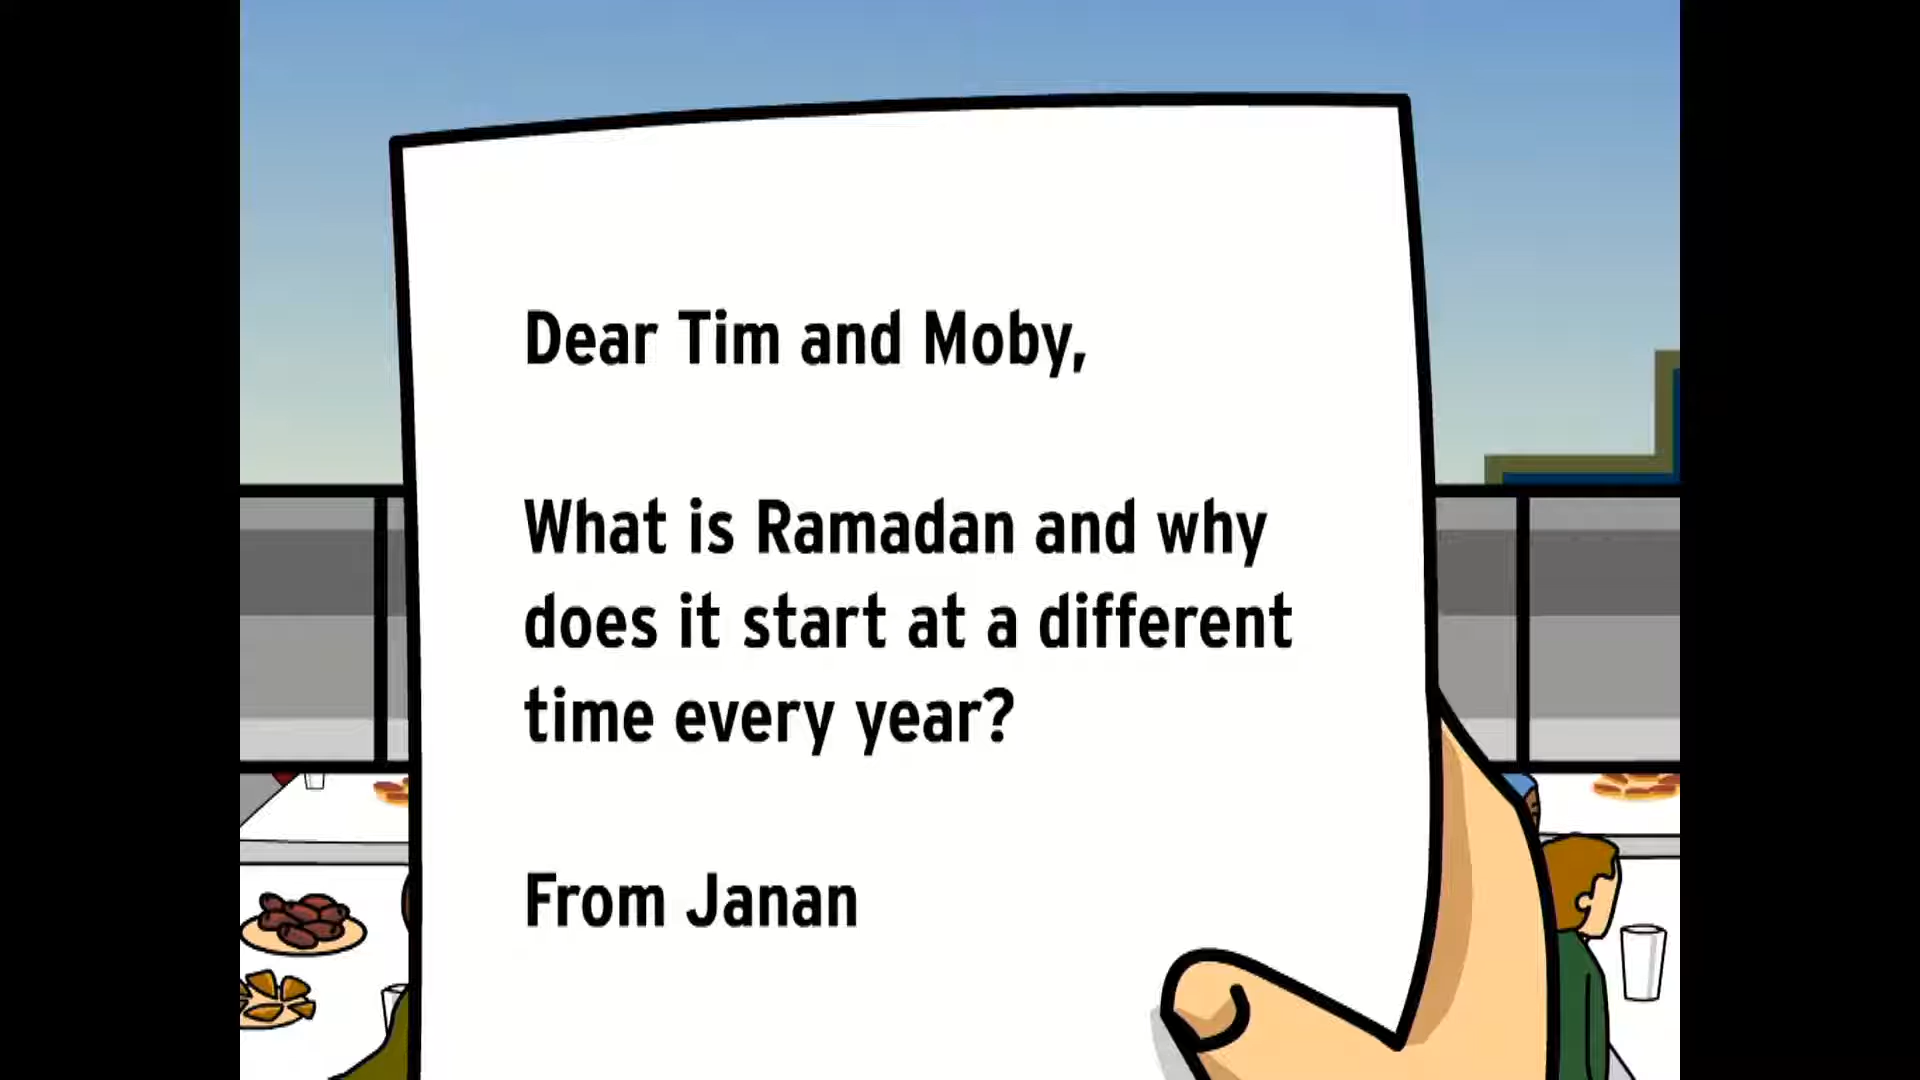 Dear Tim and Moby,
What is Ramadan and why
does it start at a different
time every year?
From Janan